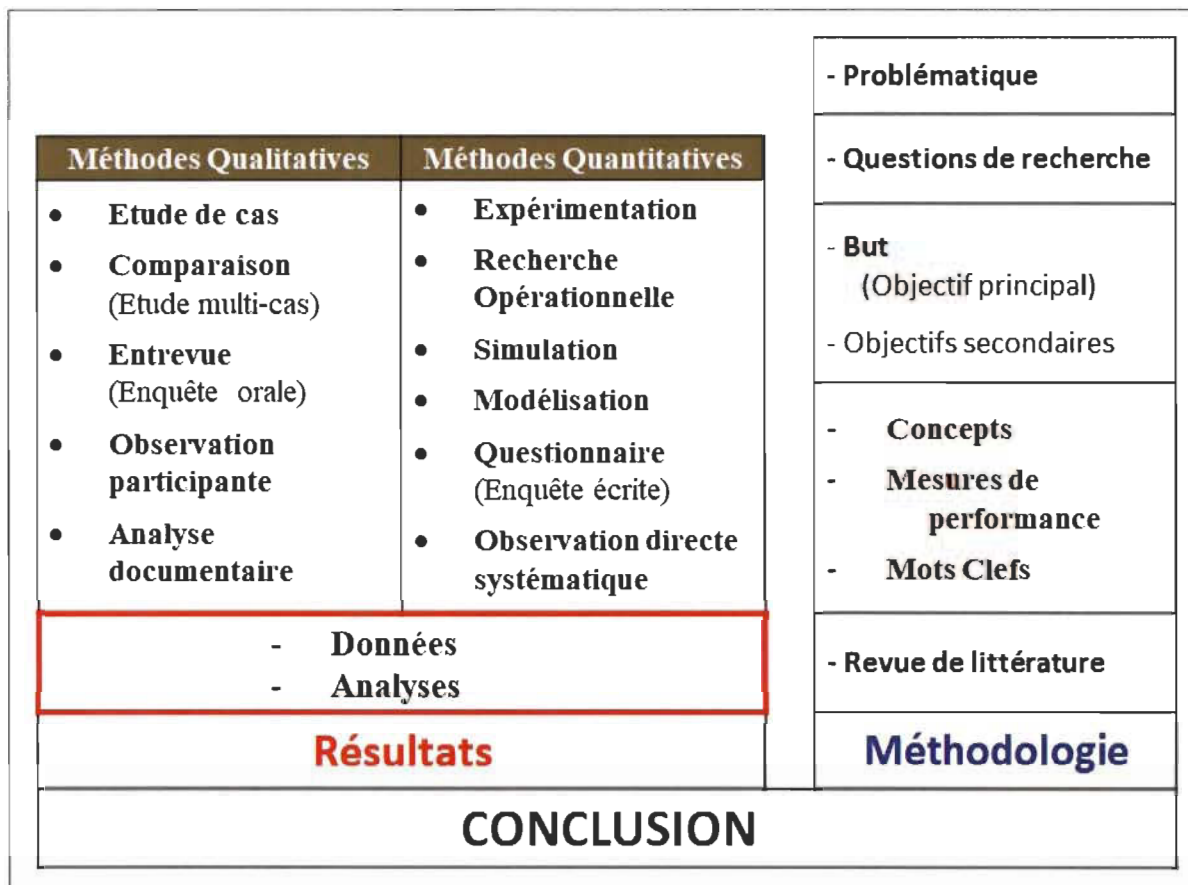 Méthodes Qualitatives
• Etude de cas
• Comparaison
(Etude multi-cas)
• Entrevue
(Enquête orale)
• Observation
participante
• Analyse
documentaire
Méthodes Quantitatives
• Expérimentation
• Recherche
Opérationnelle
• Simulation
• Modélisation
• Questionnaire
(Enquête écrite)
• Observation directe
systématique
- Données
- Analyses
Résultats
- Problématique
- Questions de recherche
- But
(Objectif principal)
- Objectifs secondaires
- Concepts
- Mesures de
performance
- Mots Clefs
- Revue de littérature
Méthodologie
CONCLUSION